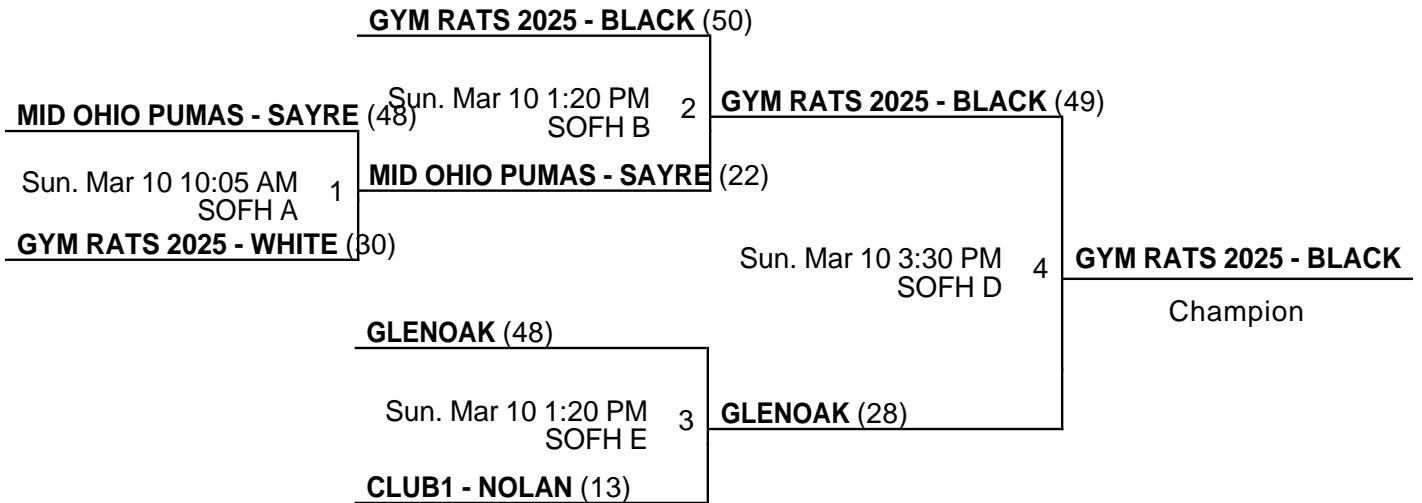 GYM RATS 2025 - BLACK (50)
MID OHIO PUMAS - SAYRE (48)
Sun. Mar 10 1:20 PM
SOFH B
2
GYM RATS 2025 - BLACK (49)
Sun. Mar 10 10:05 AM
SOFH A
1
MID OHIO PUMAS - SAYRE (22)
GYM RATS 2025 - WHITE (30)
Sun. Mar 10 3:30 PM
SOFH D
4
GYM RATS 2025 - BLACK
Champion
GLENOAK (48)
Sun. Mar 10 1:20 PM
SOFH E
3
GLENOAK (28)
CLUB1 - NOLAN (13)